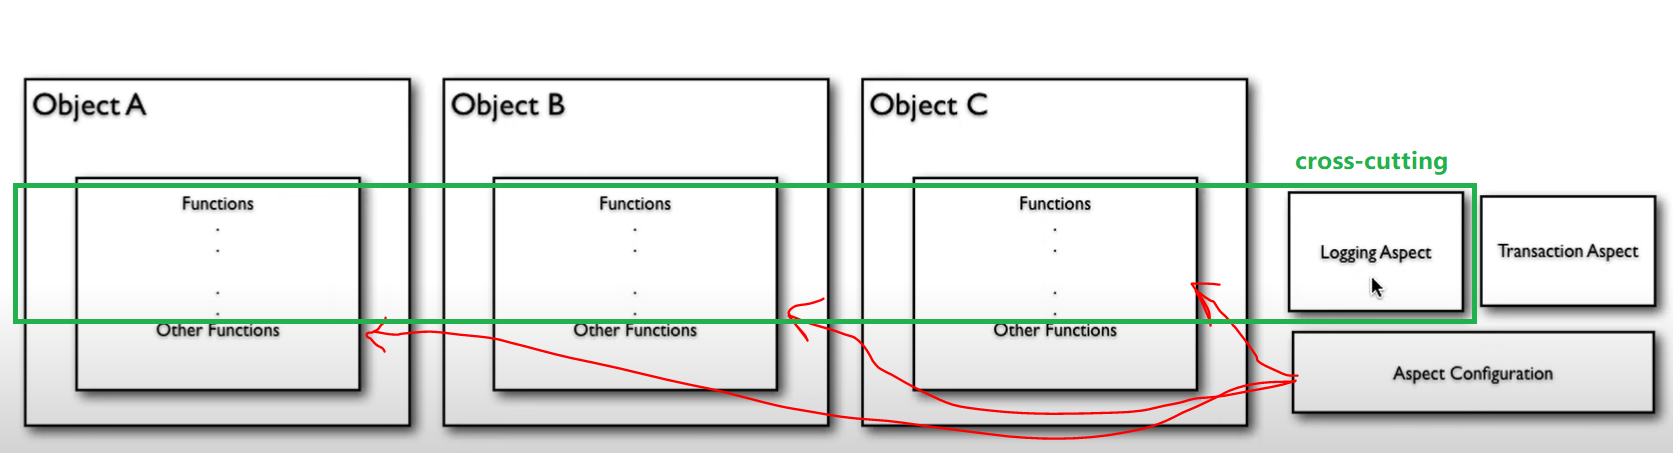 Object A
Object B
Object C
cross-cutting
Functions
Functions
Functions
Logging Aspect
Transaction Aspect
Other Functions
Other Functions
Other Functions
Aspect Configuration